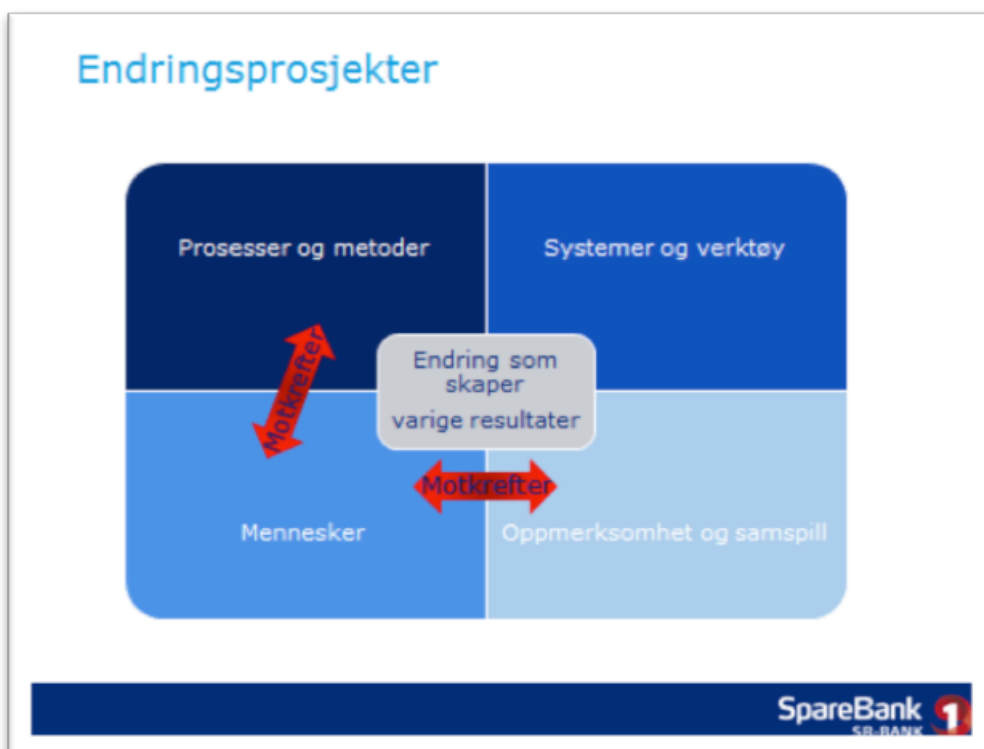 Endringsprosjekter
Prosesser og metoder
Systemer og verktøy
Motkrefter
Endring som
skaper
varige resultater
Motkrefter
Mennesker
Oppmerksomhet og samspill
SpareBank 1
SR-BANK